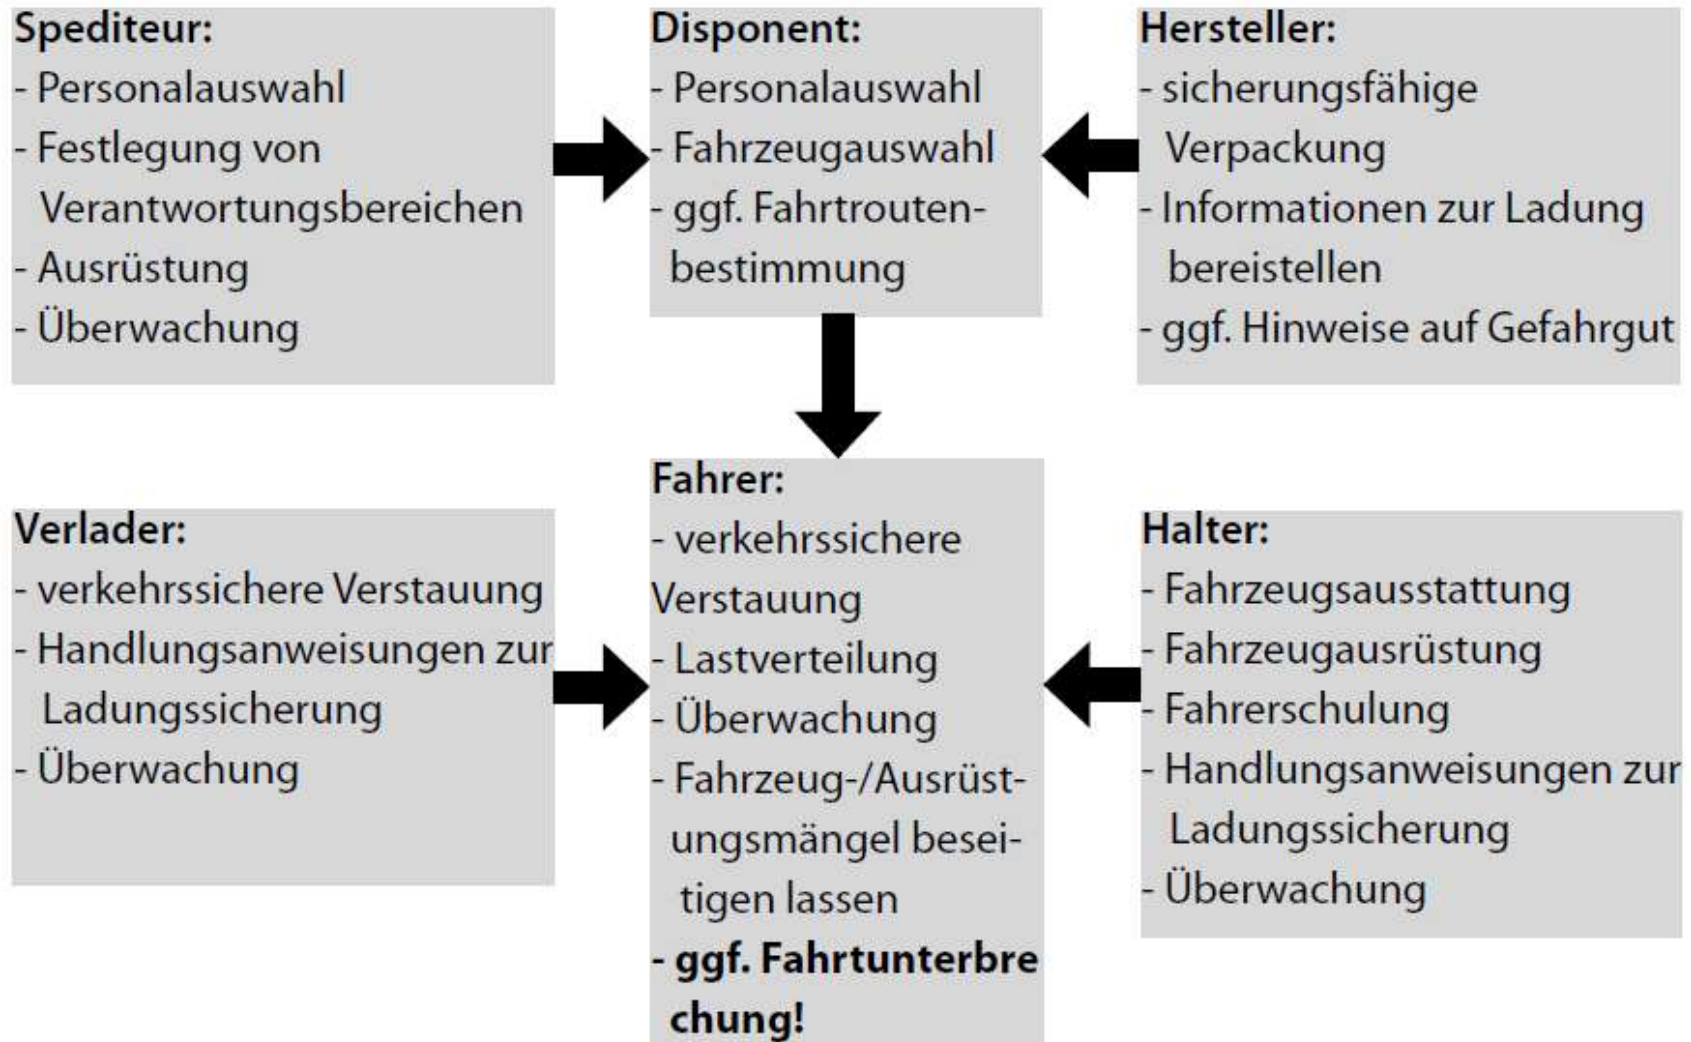 Spediteur:
- Personalauswahl
- Festlegung von
Verantwortungsbereichen
- Ausrüstung
- Überwachung
Disponent:
- Personalauswahl
- Fahrzeugauswahl
- ggf. Fahrtrouten-
bestimmung
Hersteller:
- sicherungsfähige
Verpackung
- Informationen zur Ladung
bereistellen
- ggf. Hinweise auf Gefahrgut
Verlader:
- verkehrssichere Verstauung
- Handlungsanweisungen zur
Ladungssicherung
- Überwachung
Fahrer:
- verkehrssichere
Verstauung
- Lastverteilung
- Überwachung
- Fahrzeug-/Ausrüst-
ungsmängel besei-
tigen lassen
- ggf. Fahrtunterbre
chung!
Halter:
- Fahrzeugsausstattung
- Fahrzeugausrüstung
- Fahrerschulung
- Handlungsanweisungen zur
Ladungssicherung
- Überwachung